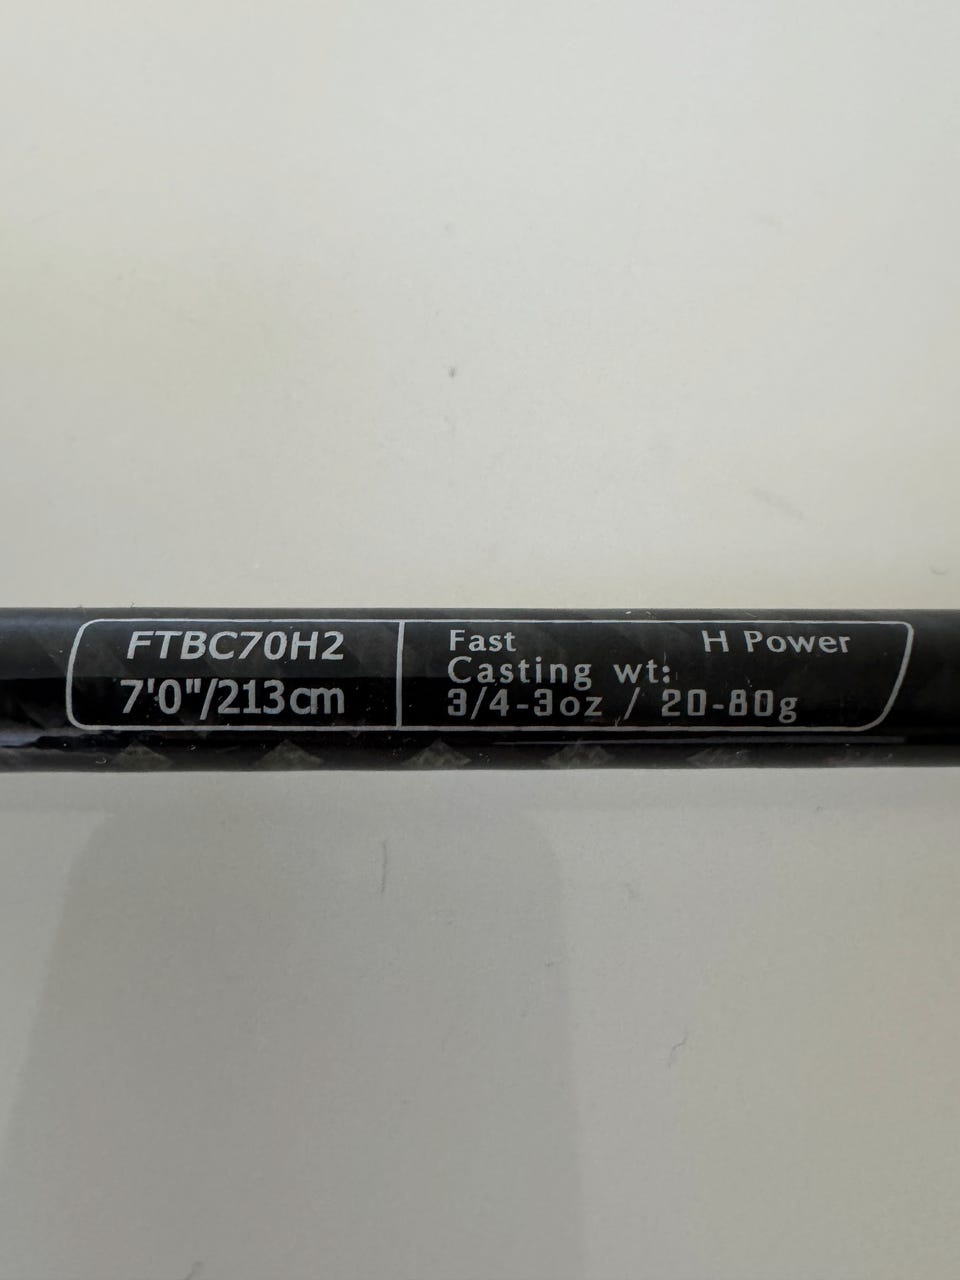 FTBC70H2
7'0"/213cm
Fast H Power
Casting wt:
3/4-3oz / 20-80g